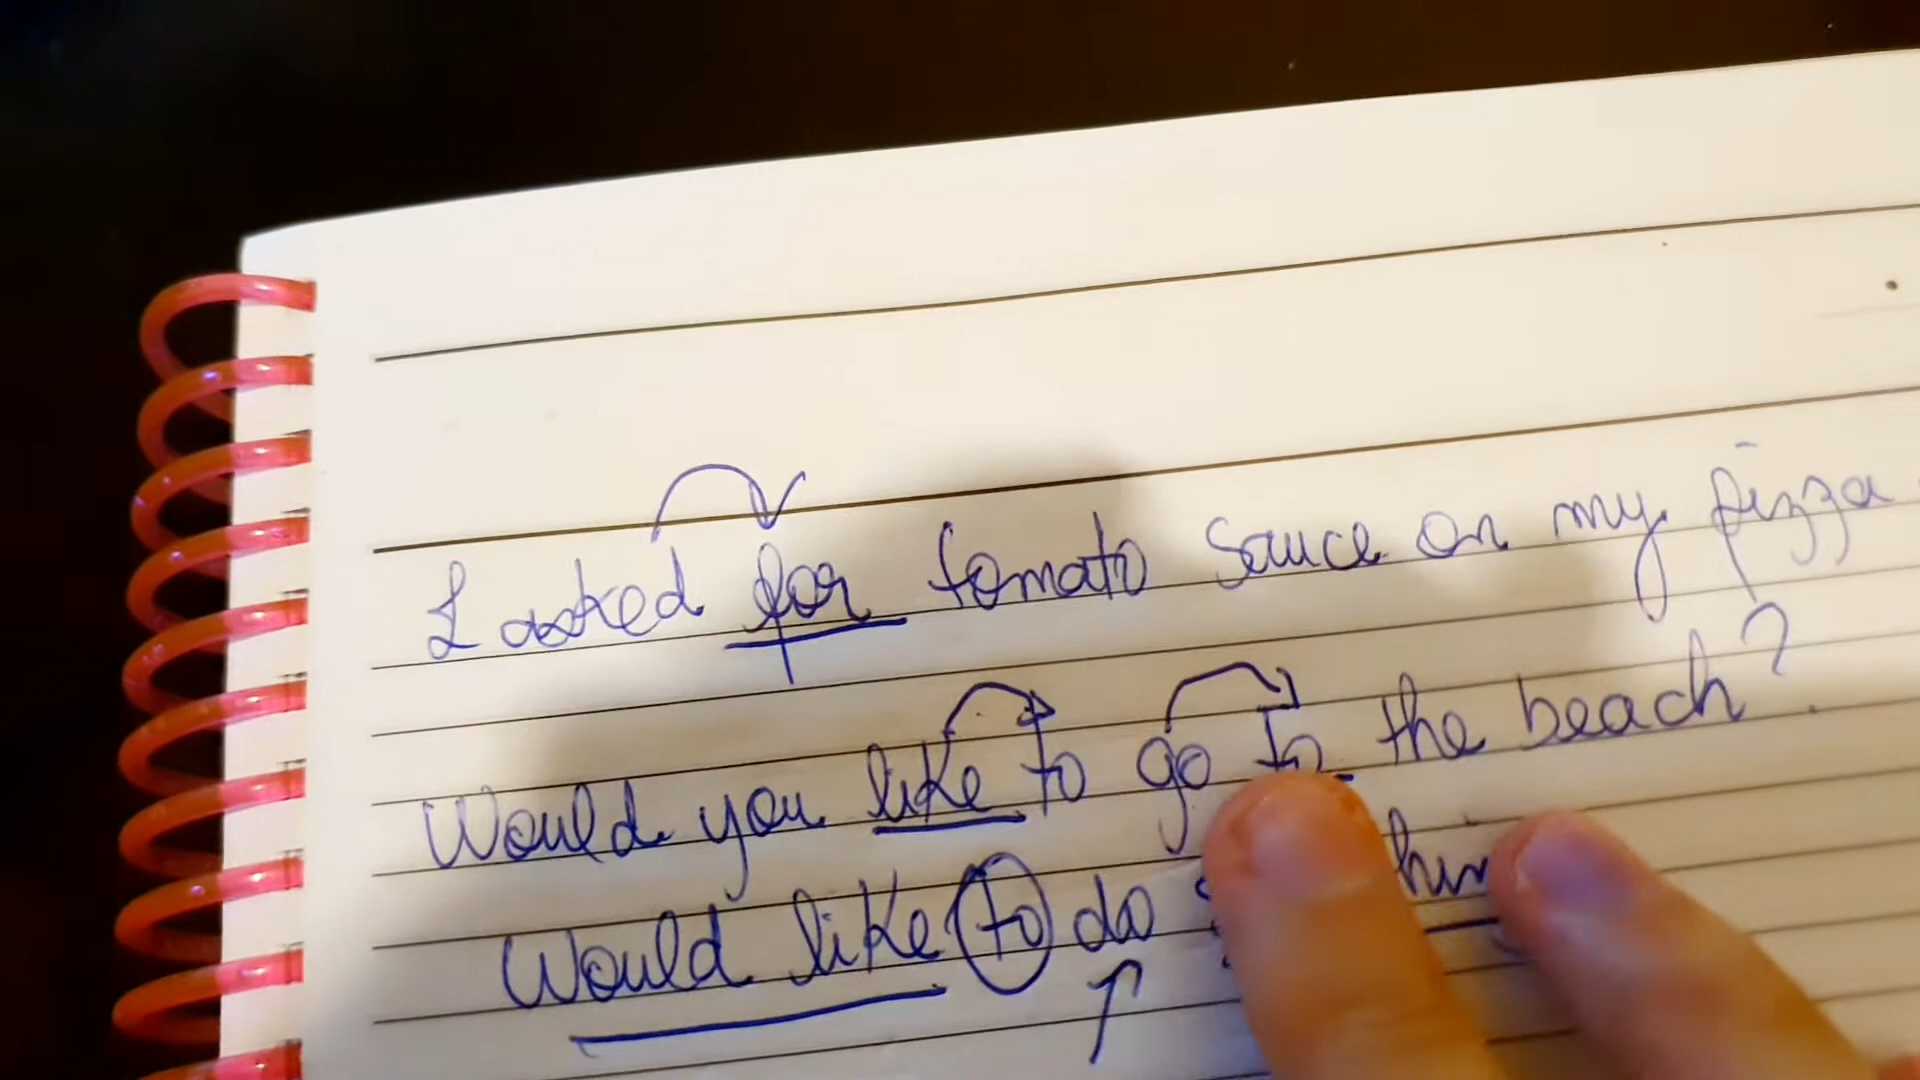 I asked for tomato sauce on my pizza.
Would you like to go to the beach?
Would like to do